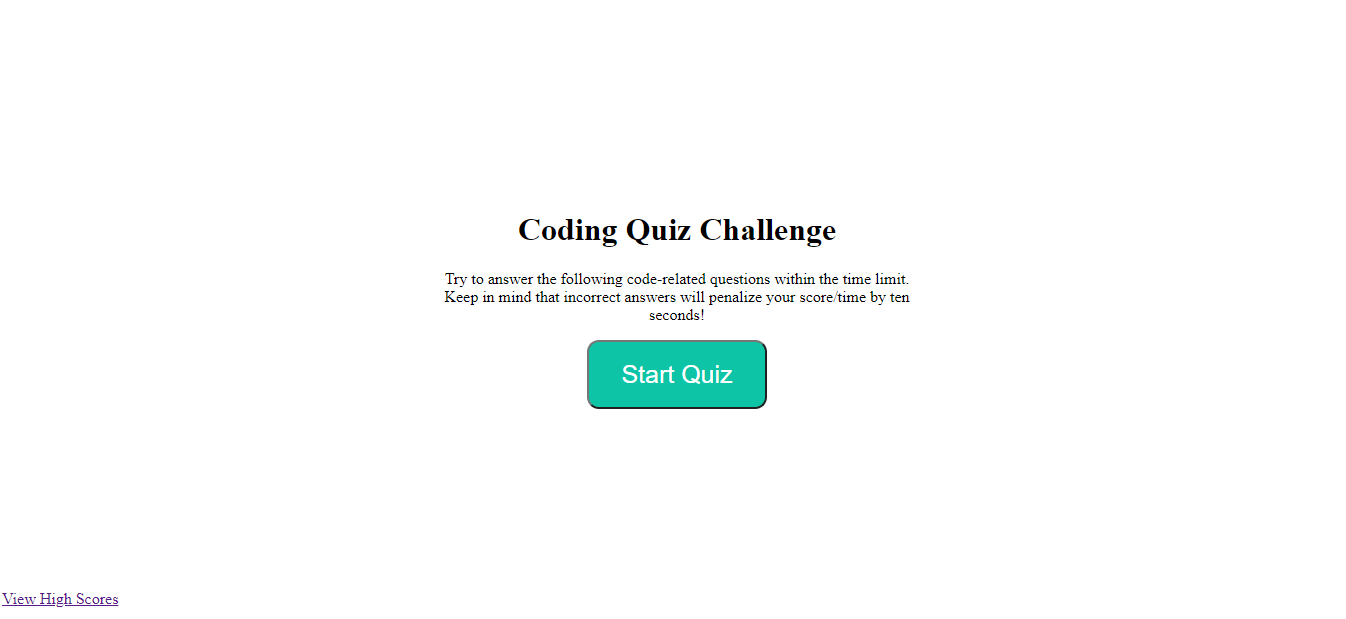 Coding Quiz Challenge
Try to answer the following code-related questions within the time limit.
Keep in mind that incorrect answers will penalize your score/time by ten
seconds!
Start Quiz
View High Scores